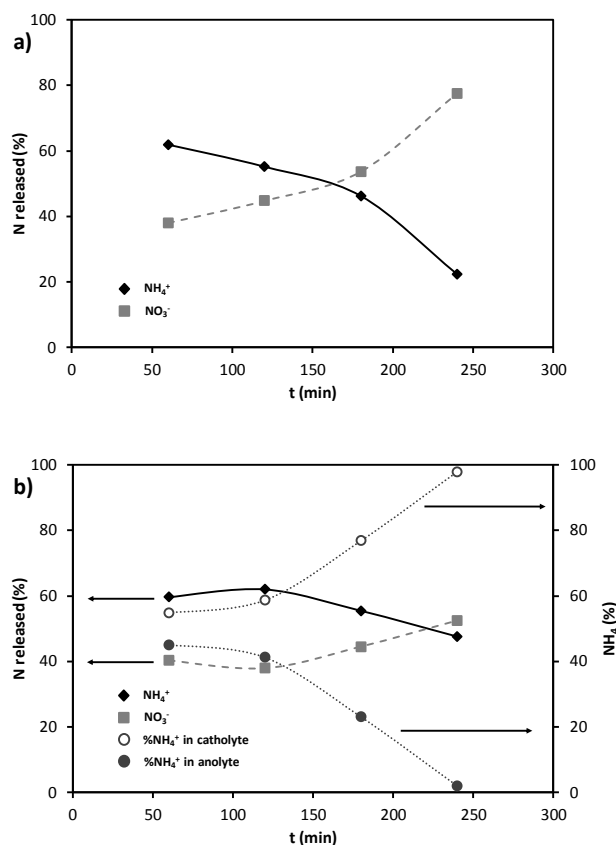 a)
100
80
60
40
20
0
N released (%)
NH₄⁺
NO₃⁻
0 50 100 150 200 250 300
t (min)
b)
100
80
60
40
20
0
N released (%)
NH₄⁺
NO₃⁻
%NH₄⁺ in catholyte
%NH₄⁺ in anolyte
100
80
60
40
20
0
NH₄ (%)
0 50 100 150 200 250 300
t (min)